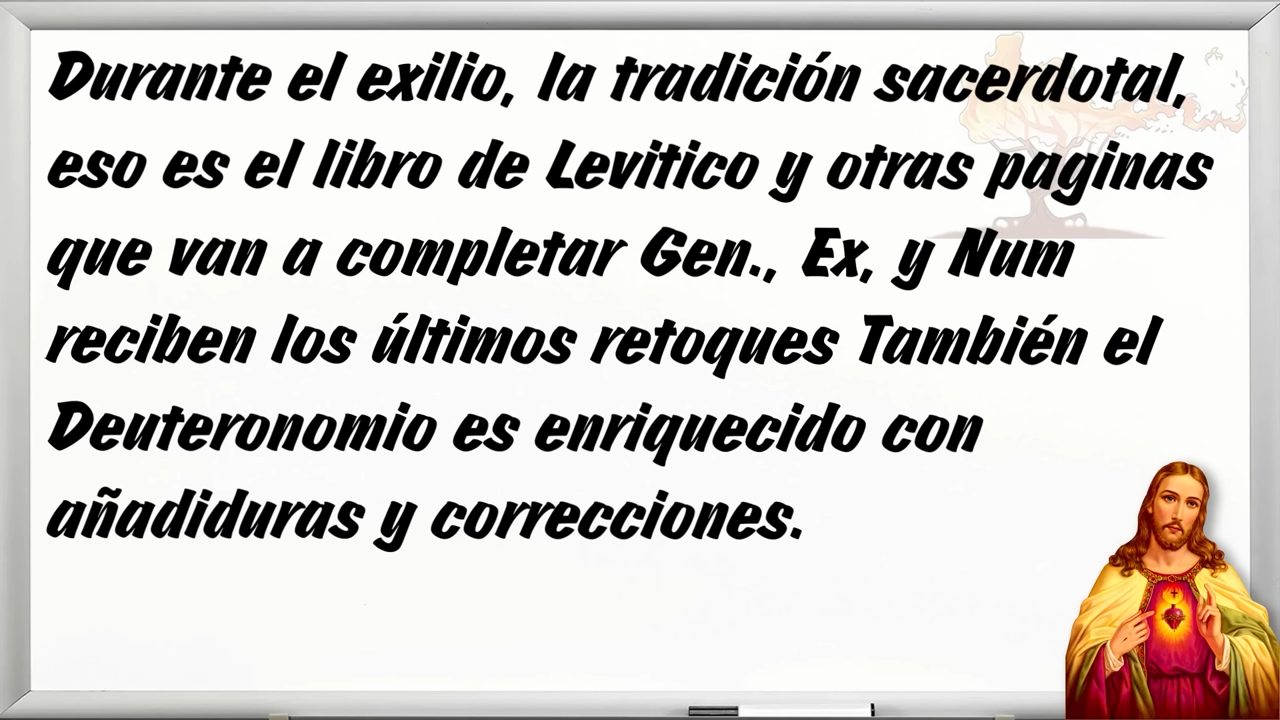 Durante el exilio, la tradición sacerdotal,
eso es el libro de Levitico y otras paginas
que van a completar Gen., Ex, y Num
reciben los últimos retoques También el
Deuteronomio es enriquecido con
añadiduras y correcciones.